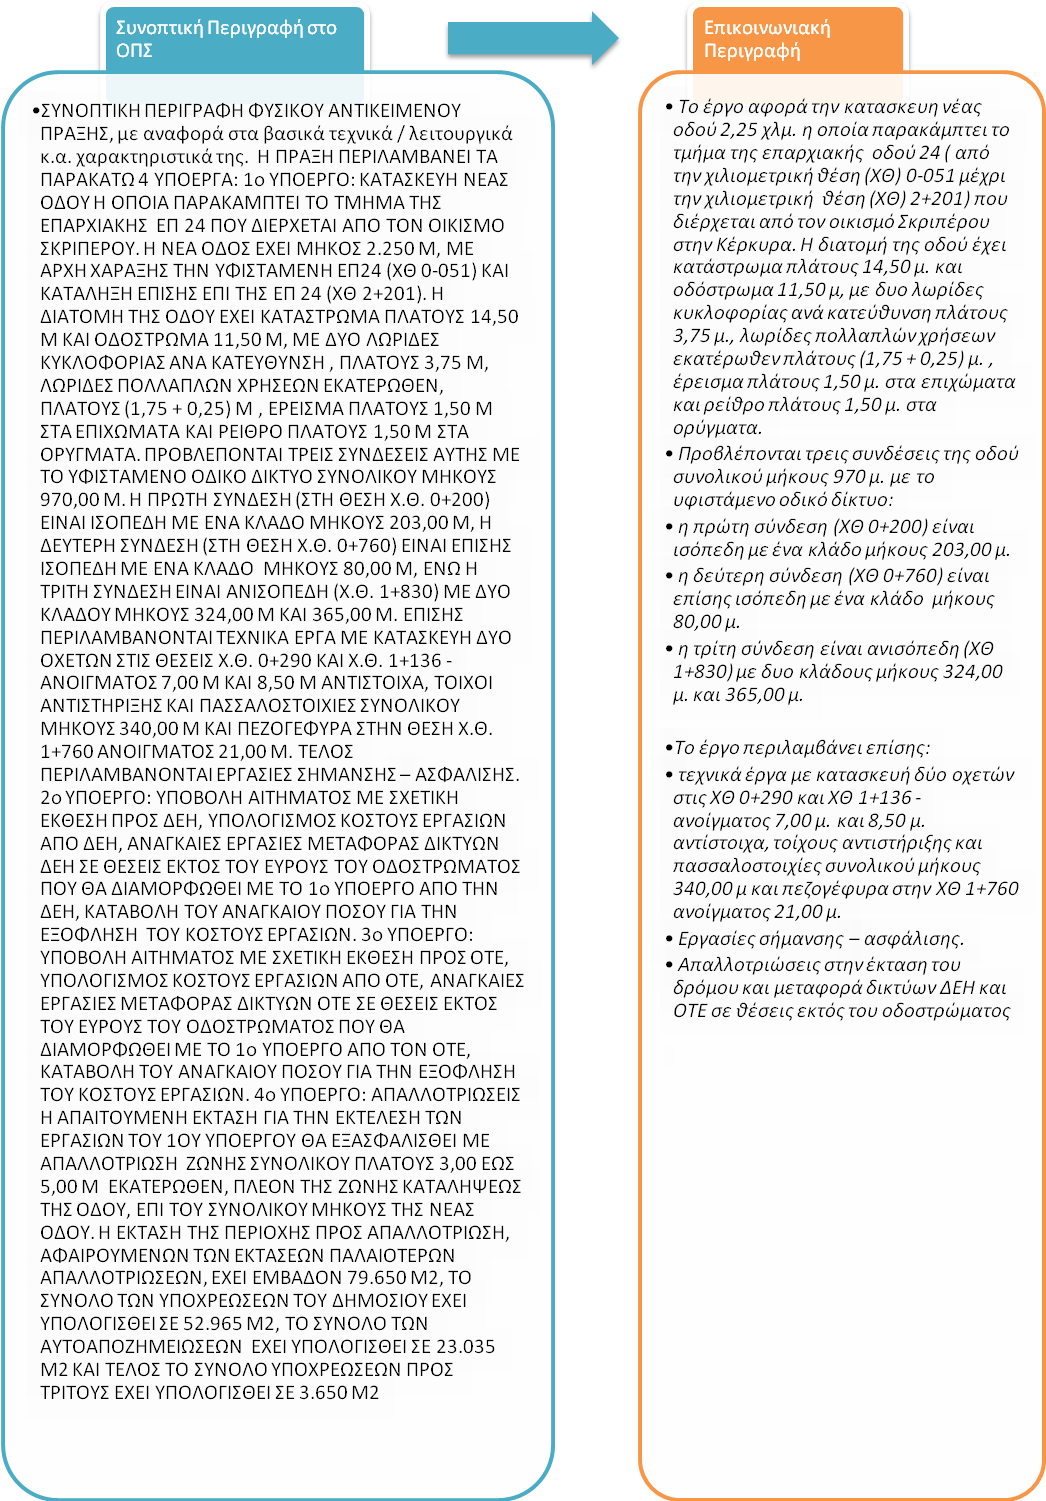 Συνοπτική Περιγραφή στο
ΟΠΣ
•ΣΥΝΟΠΤΙΚΗ ΠΕΡΙΓΡΑΦΗ ΦΥΣΙΚΟΥ ΑΝΤΙΚΕΙΜΕΝΟΥ
ΠΡΑΞΗΣ, με αναφορά στα βασικά τεχνικά / λειτουργικά
κ.α. χαρακτηριστικά της. Η ΠΡΑΞΗ ΠΕΡΙΛΑΜΒΑΝΕΙ ΤΑ
ΠΑΡΑΚΑΤΩ 4 ΥΠΟΕΡΓΑ: 1ο ΥΠΟΕΡΓΟ: ΚΑΤΑΣΚΕΥΗ ΝΕΑΣ
ΟΔΟΥ Η ΟΠΟΙΑ ΠΑΡΑΚΑΜΠΤΕΙ ΤΟ ΤΜΗΜΑ ΤΗΣ
ΕΠΑΡΧΙΑΚΗΣ ΕΠ 24 ΠΟΥ ΔΙΕΡΧΕΤΑΙ ΑΠΟ ΤΟΝ ΟΙΚΙΣΜΟ
ΣΚΡΙΠΕΡΟΥ. Η ΝΕΑ ΟΔΟΣ ΕΧΕΙ ΜΗΚΟΣ 2.250 Μ, ΜΕ
ΑΡΧΗ ΧΑΡΑΞΗΣ ΤΗΝ ΥΦΙΣΤΑΜΕΝΗ ΕΠ24 (ΧΘ 0-051) ΚΑΙ
ΚΑΤΑΛΗΞΗ ΕΠΙΣΗΣ ΕΠΙ ΤΗΣ ΕΠ 24 (ΧΘ 2+201). Η
ΔΙΑΤΟΜΗ ΤΗΣ ΟΔΟΥ ΕΧΕΙ ΚΑΤΑΣΤΡΩΜΑ ΠΛΑΤΟΥΣ 14,50
Μ ΚΑΙ ΟΔΟΣΤΡΩΜΑ 11,50 Μ, ΜΕ ΔΥΟ ΛΩΡΙΔΕΣ
ΚΥΚΛΟΦΟΡΙΑΣ ΑΝΑ ΚΑΤΕΥΘΥΝΣΗ , ΠΛΑΤΟΥΣ 3,75 Μ,
ΛΩΡΙΔΕΣ ΠΟΛΛΑΠΛΩΝ ΧΡΗΣΕΩΝ ΕΚΑΤΕΡΩΘΕΝ,
ΠΛΑΤΟΥΣ (1,75 + 0,25) Μ , ΕΡΕΙΣΜΑ ΠΛΑΤΟΥΣ 1,50 Μ
ΣΤΑ ΕΠΙΧΩΜΑΤΑ ΚΑΙ ΡΕΙΘΡΟ ΠΛΑΤΟΥΣ 1,50 Μ ΣΤΑ
ΟΡΥΓΜΑΤΑ. ΠΡΟΒΛΕΠΟΝΤΑΙ ΤΡΕΙΣ ΣΥΝΔΕΣΕΙΣ ΑΥΤΗΣ ΜΕ
ΤΟ ΥΦΙΣΤΑΜΕΝΟ ΟΔΙΚΟ ΔΙΚΤΥΟ ΣΥΝΟΛΙΚΟΥ ΜΗΚΟΥΣ
970,00 Μ. Η ΠΡΩΤΗ ΣΥΝΔΕΣΗ (ΣΤΗ ΘΕΣΗ Χ.Θ. 0+200)
ΕΙΝΑΙ ΙΣΟΠΕΔΗ ΜΕ ΕΝΑ ΚΛΑΔΟ ΜΗΚΟΥΣ 203,00 Μ, Η
ΔΕΥΤΕΡΗ ΣΥΝΔΕΣΗ (ΣΤΗ ΘΕΣΗ Χ.Θ. 0+760) ΕΙΝΑΙ ΕΠΙΣΗΣ
ΙΣΟΠΕΔΗ ΜΕ ΕΝΑ ΚΛΑΔΟ ΜΗΚΟΥΣ 80,00 Μ, ΕΝΩ Η
ΤΡΙΤΗ ΣΥΝΔΕΣΗ ΕΙΝΑΙ ΑΝΙΣΟΠΕΔΗ (Χ.Θ. 1+830) ΜΕ ΔΥΟ
ΚΛΑΔΟΥ ΜΗΚΟΥΣ 324,00 Μ ΚΑΙ 365,00 Μ. ΕΠΙΣΗΣ
ΠΕΡΙΛΑΜΒΑΝΟΝΤΑΙ ΤΕΧΝΙΚΑ ΕΡΓΑ ΜΕ ΚΑΤΑΣΚΕΥΗ ΔΥΟ
ΟΧΕΤΩΝ ΣΤΙΣ ΘΕΣΕΙΣ Χ.Θ. 0+290 ΚΑΙ Χ.Θ. 1+136 -
ΑΝΟΙΓΜΑΤΟΣ 7,00 Μ ΚΑΙ 8,50 Μ ΑΝΤΙΣΤΟΙΧΑ, ΤΟΙΧΟΙ
ΑΝΤΙΣΤΗΡΙΞΗΣ ΚΑΙ ΠΑΣΣΑΛΟΣΤΟΙΧΙΕΣ ΣΥΝΟΛΙΚΟΥ
ΜΗΚΟΥΣ 340,00 Μ ΚΑΙ ΠΕΖΟΓΕΦΥΡΑ ΣΤΗΝ ΘΕΣΗ Χ.Θ.
1+760 ΑΝΟΙΓΜΑΤΟΣ 21,00 Μ. ΤΕΛΟΣ
ΠΕΡΙΛΑΜΒΑΝΟΝΤΑΙ ΕΡΓΑΣΙΕΣ ΣΗΜΑΝΣΗΣ – ΑΣΦΑΛΙΣΗΣ.
2ο ΥΠΟΕΡΓΟ: ΥΠΟΒΟΛΗ ΑΙΤΗΜΑΤΟΣ ΜΕ ΣΧΕΤΙΚΗ
ΕΚΘΕΣΗ ΠΡΟΣ ΔΕΗ, ΥΠΟΛΟΓΙΣΜΟΣ ΚΟΣΤΟΥΣ ΕΡΓΑΣΙΩΝ
ΑΠΟ ΔΕΗ, ΑΝΑΓΚΑΙΕΣ ΕΡΓΑΣΙΕΣ ΜΕΤΑΦΟΡΑΣ ΔΙΚΤΥΩΝ
ΔΕΗ ΣΕ ΘΕΣΕΙΣ ΕΚΤΟΣ ΤΟΥ ΕΥΡΟΥΣ ΤΟΥ ΟΔΟΣΤΡΩΜΑΤΟΣ
ΠΟΥ ΘΑ ΔΙΑΜΟΡΦΩΘΕΙ ΜΕ ΤΟ 1ο ΥΠΟΕΡΓΟ ΑΠΟ ΤΗΝ
ΔΕΗ, ΚΑΤΑΒΟΛΗ ΤΟΥ ΑΝΑΓΚΑΙΟΥ ΠΟΣΟΥ ΓΙΑ ΤΗΝ
ΕΞΟΦΛΗΣΗ ΤΟΥ ΚΟΣΤΟΥΣ ΕΡΓΑΣΙΩΝ. 3ο ΥΠΟΕΡΓΟ:
ΥΠΟΒΟΛΗ ΑΙΤΗΜΑΤΟΣ ΜΕ ΣΧΕΤΙΚΗ ΕΚΘΕΣΗ ΠΡΟΣ ΟΤΕ,
ΥΠΟΛΟΓΙΣΜΟΣ ΚΟΣΤΟΥΣ ΕΡΓΑΣΙΩΝ ΑΠΟ ΟΤΕ, ΑΝΑΓΚΑΙΕΣ
ΕΡΓΑΣΙΕΣ ΜΕΤΑΦΟΡΑΣ ΔΙΚΤΥΩΝ ΟΤΕ ΣΕ ΘΕΣΕΙΣ ΕΚΤΟΣ
ΤΟΥ ΕΥΡΟΥΣ ΤΟΥ ΟΔΟΣΤΡΩΜΑΤΟΣ ΠΟΥ ΘΑ
ΔΙΑΜΟΡΦΩΘΕΙ ΜΕ ΤΟ 1ο ΥΠΟΕΡΓΟ ΑΠΟ ΤΟΝ ΟΤΕ,
ΚΑΤΑΒΟΛΗ ΤΟΥ ΑΝΑΓΚΑΙΟΥ ΠΟΣΟΥ ΓΙΑ ΤΗΝ ΕΞΟΦΛΗΣΗ
ΤΟΥ ΚΟΣΤΟΥΣ ΕΡΓΑΣΙΩΝ. 4ο ΥΠΟΕΡΓΟ: ΑΠΑΛΛΟΤΡΙΩΣΕΙΣ
Η ΑΠΑΙΤΟΥΜΕΝΗ ΕΚΤΑΣΗ ΓΙΑ ΤΗΝ ΕΚΤΕΛΕΣΗ ΤΩΝ
ΕΡΓΑΣΙΩΝ ΤΟΥ 1ΟΥ ΥΠΟΕΡΓΟΥ ΘΑ ΕΞΑΣΦΑΛΙΣΘΕΙ ΜΕ
ΑΠΑΛΛΟΤΡΙΩΣΗ ΖΩΝΗΣ ΣΥΝΟΛΙΚΟΥ ΠΛΑΤΟΥΣ 3,00 ΕΩΣ
5,00 Μ ΕΚΑΤΕΡΩΘΕΝ, ΠΛΕΟΝ ΤΗΣ ΖΩΝΗΣ ΚΑΤΑΛΗΨΕΩΣ
ΤΗΣ ΟΔΟΥ, ΕΠΙ ΤΟΥ ΣΥΝΟΛΙΚΟΥ ΜΗΚΟΥΣ ΤΗΣ ΝΕΑΣ
ΟΔΟΥ. Η ΕΚΤΑΣΗ ΤΗΣ ΠΕΡΙΟΧΗΣ ΠΡΟΣ ΑΠΑΛΛΟΤΡΙΩΣΗ,
ΑΦΑΙΡΟΥΜΕΝΩΝ ΤΩΝ ΕΚΤΑΣΕΩΝ ΠΑΛΑΙΟΤΕΡΩΝ
ΑΠΑΛΛΟΤΡΙΩΣΕΩΝ, ΕΧΕΙ ΕΜΒΑΔΟΝ 79.650 Μ2, ΤΟ
ΣΥΝΟΛΟ ΤΩΝ ΥΠΟΧΡΕΩΣΕΩΝ ΤΟΥ ΔΗΜΟΣΙΟΥ ΕΧΕΙ
ΥΠΟΛΟΓΙΣΘΕΙ ΣΕ 52.965 Μ2, ΤΟ ΣΥΝΟΛΟ ΤΩΝ
ΑΥΤΟΑΠΟΖΗΜΕΙΩΣΕΩΝ ΕΧΕΙ ΥΠΟΛΟΓΙΣΘΕΙ ΣΕ 23.035
Μ2 ΚΑΙ ΤΕΛΟΣ ΤΟ ΣΥΝΟΛΟ ΥΠΟΧΡΕΩΣΕΩΝ ΠΡΟΣ
ΤΡΙΤΟΥΣ ΕΧΕΙ ΥΠΟΛΟΓΙΣΘΕΙ ΣΕ 3.650 Μ2
Επικοινωνιακή
Περιγραφή
• Το έργο αφορά την κατασκευη νέας
οδού 2,25 χλμ. η οποία παρακάμπτει το
τμήμα της επαρχιακής οδού 24 ( από
την χιλιομετρική θέση (ΧΘ) 0-051 μέχρι
την χιλιομετρική θέση (ΧΘ) 2+201) που
διέρχεται από τον οικισμό Σκριπέρου
στην Κέρκυρα. Η διατομή της οδού έχει
κατάστρωμα πλάτους 14,50 μ. και
οδόστρωμα 11,50 μ, με δυο λωρίδες
κυκλοφορίας ανά κατεύθυνση πλάτους
3,75 μ., λωρίδες πολλαπλών χρήσεων
εκατέρωθεν πλάτους (1,75 + 0,25) μ. ,
έρεισμα πλάτους 1,50 μ. στα επιχώματα
και ρείθρο πλάτους 1,50 μ. στα
ορύγματα.
• Προβλέπονται τρεις συνδέσεις της οδού
συνολικού μήκους 970 μ. με το
υφιστάμενο οδικό δίκτυο:
• η πρώτη σύνδεση (ΧΘ 0+200) είναι
ισόπεδη με ένα κλάδο μήκους 203,00 μ.
• η δεύτερη σύνδεση (ΧΘ 0+760) είναι
επίσης ισόπεδη με ένα κλάδο μήκους
80,00 μ.
• η τρίτη σύνδεση είναι ανισόπεδη (ΧΘ
1+830) με δυο κλάδους μήκους 324,00
μ. και 365,00 μ.
•Το έργο περιλαμβάνει επίσης:
• τεχνικά έργα με κατασκευή δύο οχετών
στις ΧΘ 0+290 και ΧΘ 1+136 -
ανοίγματος 7,00 μ. και 8,50 μ.
αντίστοιχα, τοίχους αντιστήριξης και
πασσαλοστοιχίες συνολικού μήκους
340,00 μ και πεζογέφυρα στην ΧΘ 1+760
ανοίγματος 21,00 μ.
• Εργασίες σήμανσης – ασφάλισης.
• Απαλλοτριώσεις στην έκταση του
δρόμου και μεταφορά δικτύων ΔΕΗ και
ΟΤΕ σε θέσεις εκτός του οδοστρώματος